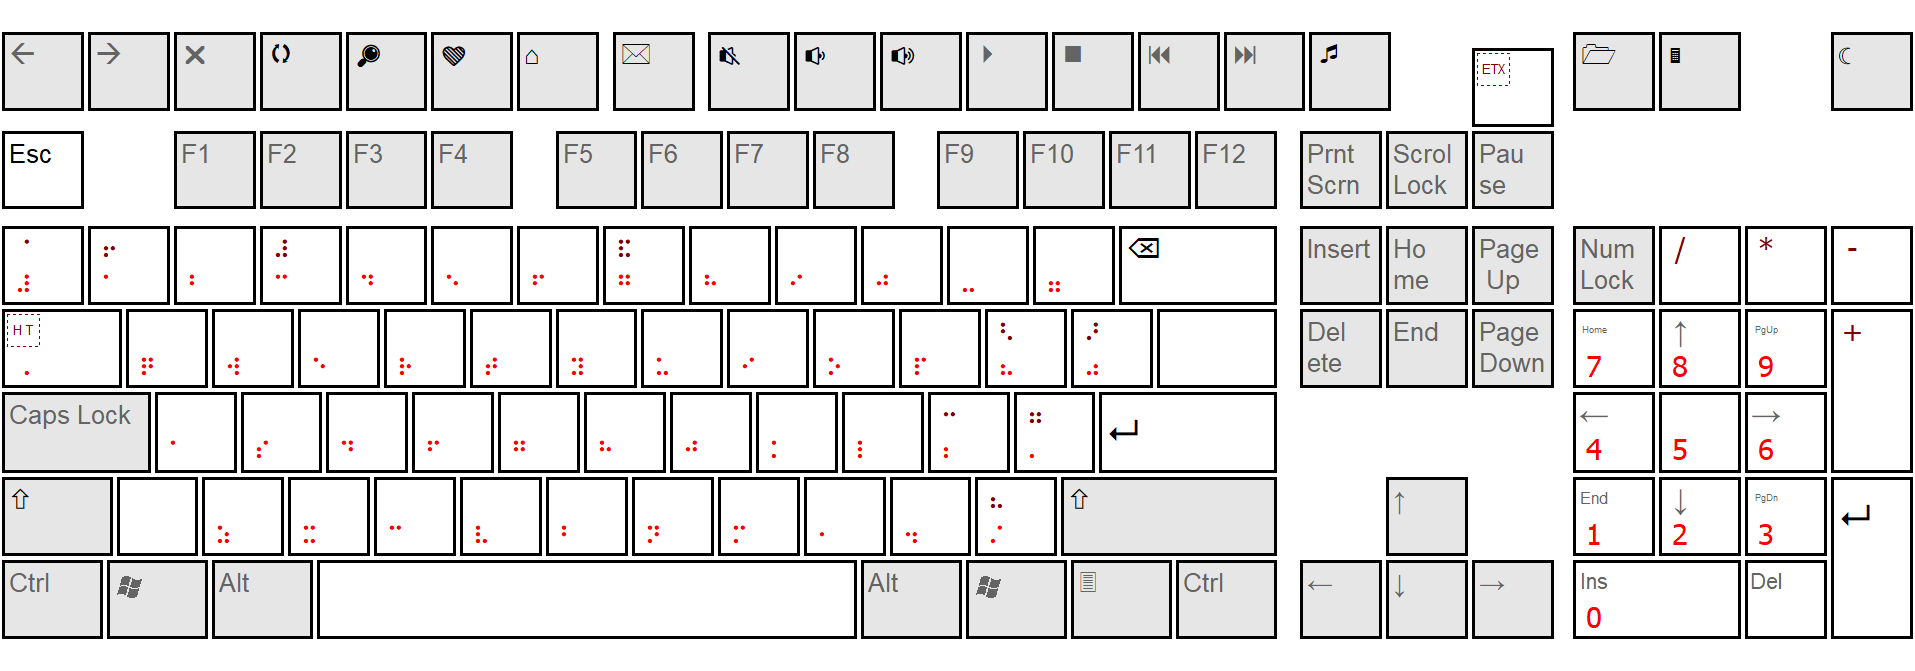 ETX
Esc F1 F2 F3 F4 F5 F6 F7 F8 F9 F10 F11 F12 Prnt Scrol Pau
Scrn Lock se
⠈ ⠖ ⠼ ⠯ Insert Ho Page Num / * -
⠼ ⠂ ⠆ ⠒ ⠲ ⠢ ⠖ ⠶ ⠦ ⠔ ⠴ ⠤ ⠶ me Up Lock
HT ⠣ ⠜ Del End Page Home ↑ PgUp +
⠠ ⠟ ⠺ ⠑ ⠗ ⠞ ⠽ ⠥ ⠊ ⠕ ⠏ ⠦ ⠴ ete Down 7 8 9
Caps Lock ⠒ ⠶ ← →
⠁ ⠎ ⠙ ⠋ ⠛ ⠓ ⠚ ⠅ ⠇ ⠆ ⠄ 4 5 6
⇧ ⠦ ⇧ ↑ End ↓ PgDn
⠵ ⠭ ⠉ ⠧ ⠃ ⠝ ⠍ ⠂ ⠲ ⠌ 1 2 3
Ctrl Alt Alt Ctrl ← ↓ → Ins Del
0